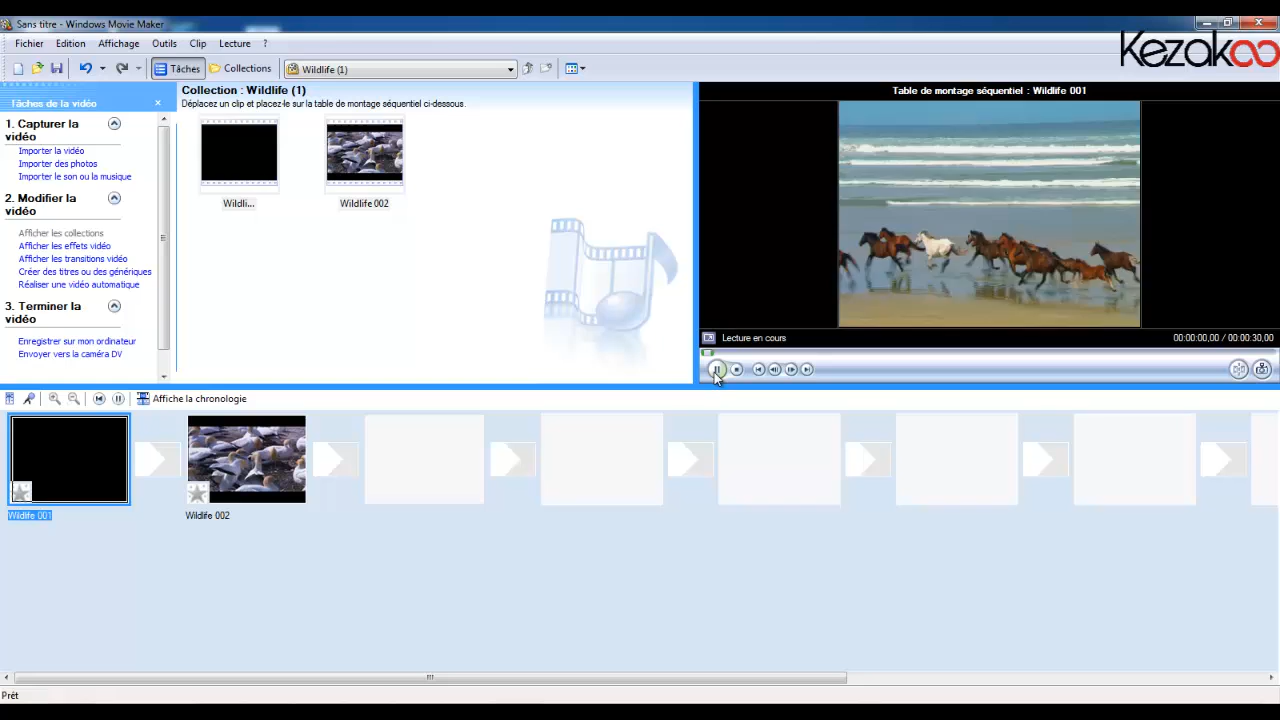 Sans titre - Windows Movie Maker
Fichier Edition Affichage Outils Clip Lecture ?
Kezakoo
Tâches Collections Wildlife (1)
Tâches de la vidéo
Collection : Wildlife (1)
Déplacez un clip et placez-le sur la table de montage séquentiel ci-dessous.
Table de montage séquentiel : Wildlife 001
1. Capturer la
vidéo
Importer la vidéo
Importer des photos
Importer le son ou la musique
2. Modifier la
vidéo
Afficher les collections
Afficher les effets vidéo
Afficher les transitions vidéo
Créer des titres ou des génériques
Réaliser une vidéo automatique
3. Terminer la
vidéo
Enregistrer sur mon ordinateur
Envoyer vers la caméra DV
Wildli...
Wildlife 002
Lecture en cours
00:00:00,00 / 00:00:30,00
Affiche la chronologie
Wildlife 001
Wildlife 002
Prêt